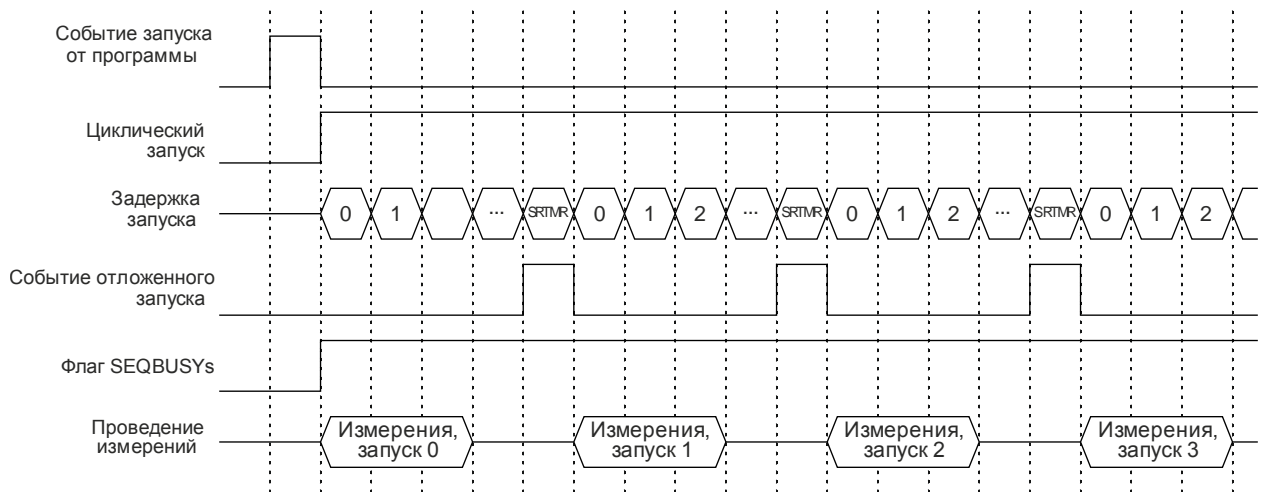 Событие запуска
от программы
Циклический
запуск
Задержка
запуска
0 1 ... SRTMR 0 1 2 ... SRTMR 0 1 2 ... SRTMR 0 1 2
Событие отложенного
запуска
Флаг SEQBUSYs
Проведение
измерений
Измерения,
запуск 0
Измерения,
запуск 1
Измерения,
запуск 2
Измерения,
запуск 3